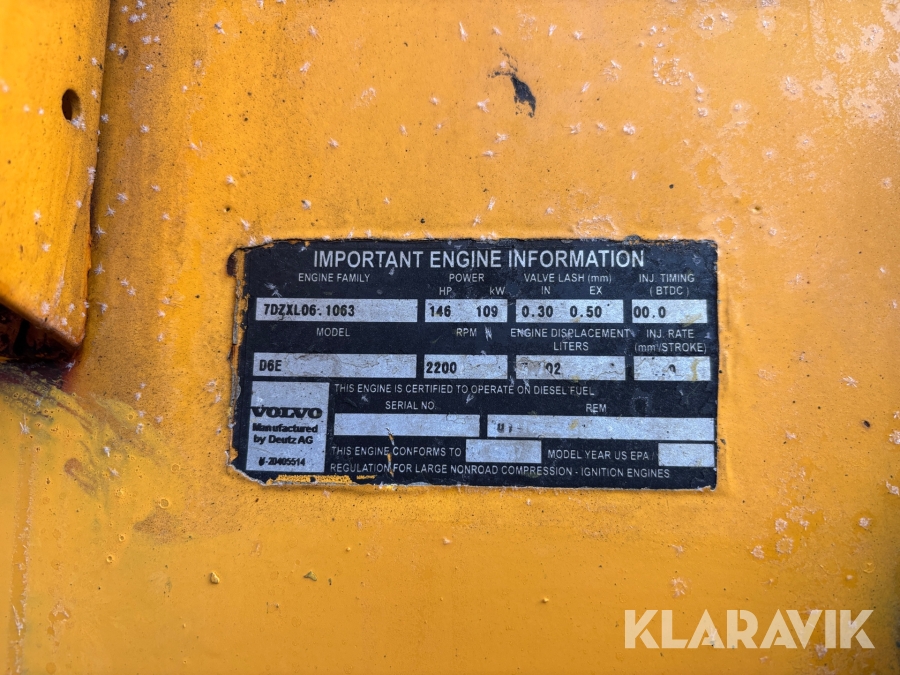 IMPORTANT ENGINE INFORMATION
ENGINE FAMILY POWER VALVE LASH (mm) INJ. TIMING
HP kW IN EX (BTDC)
7DZXL06.1063 146 109 0.30 0.50 00.0
MODEL RPM ENGINE DISPLACEMENT INJ. RATE
LITERS (mm³/STROKE)
D6E 2200 02
THIS ENGINE IS CERTIFIED TO OPERATE ON DIESEL FUEL
SERIAL NO. REM
VOLVO
Manufactured
by Deutz AG
V-20405514
THIS ENGINE CONFORMS TO MODEL YEAR US EPA
REGULATION FOR LARGE NONROAD COMPRESSION - IGNITION ENGINES
KLARAVIK